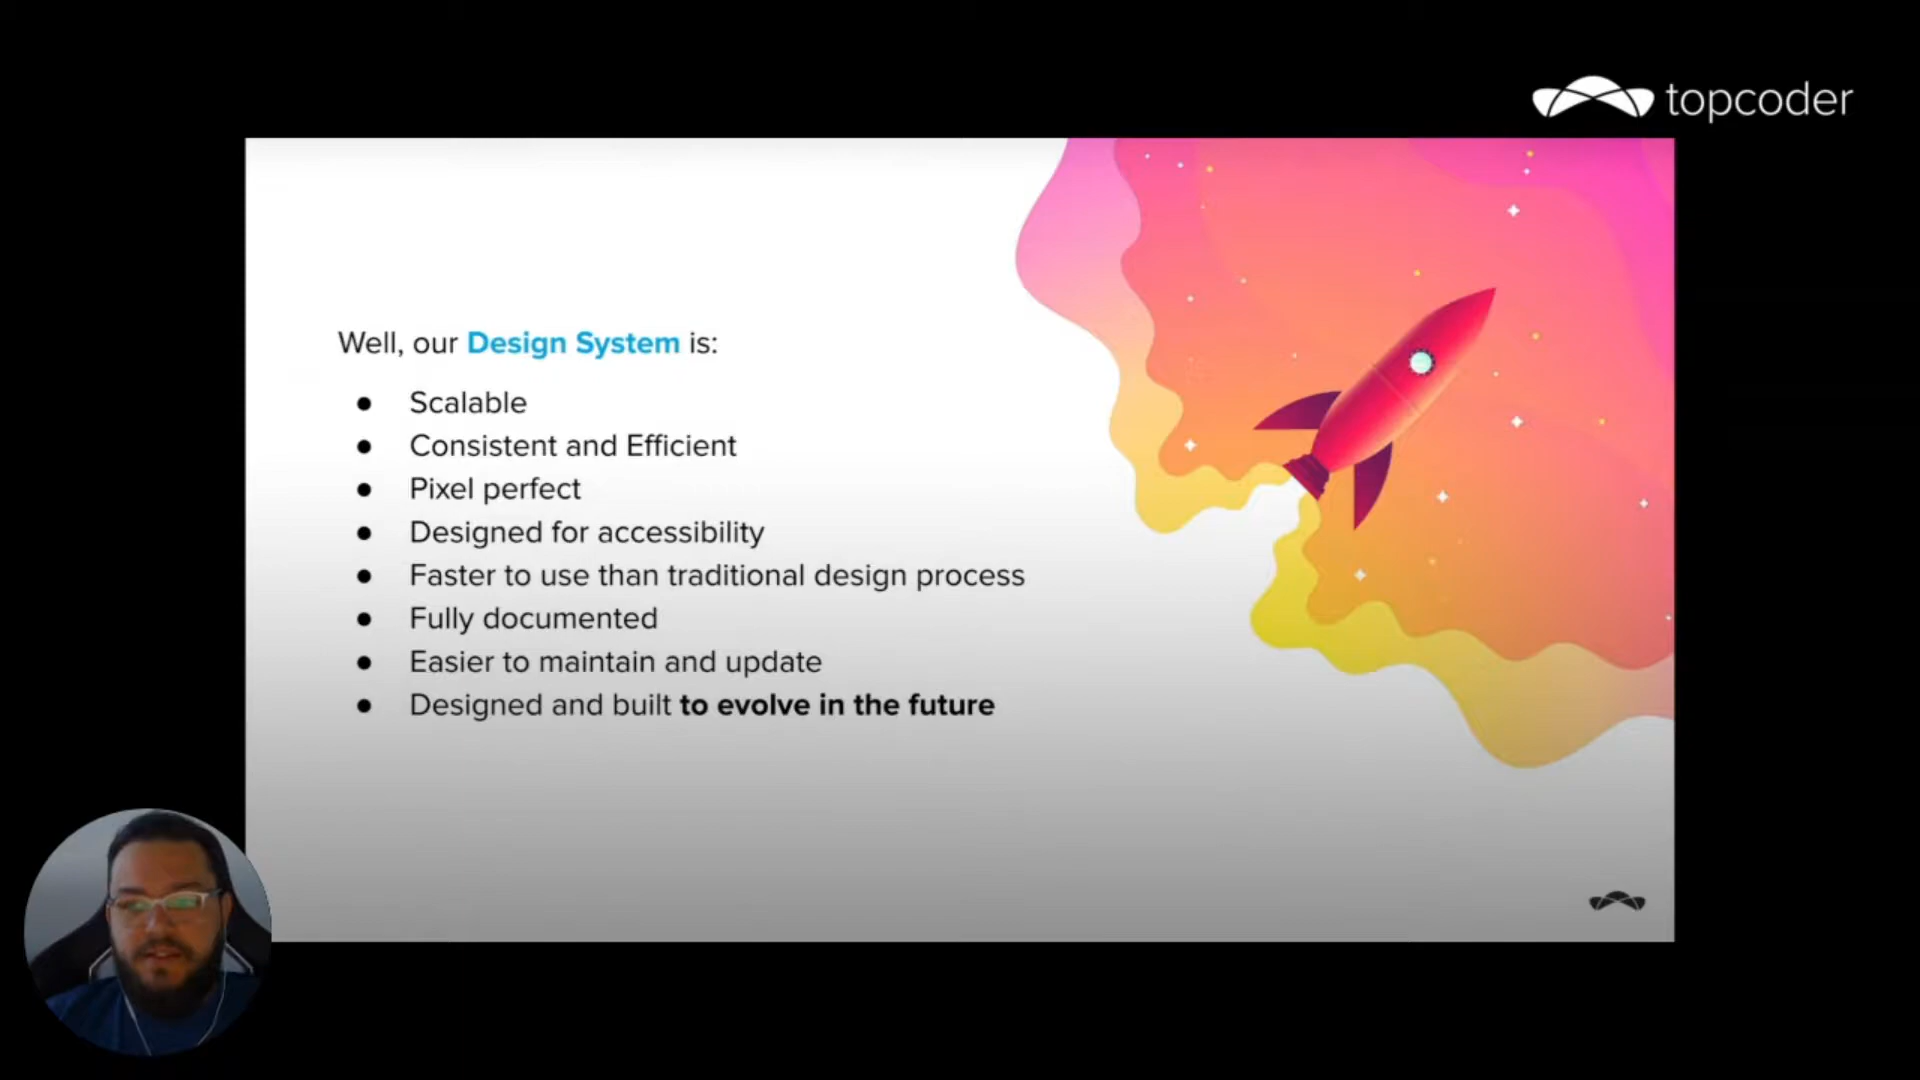 topcoder
Well, our Design System is:
● Scalable
● Consistent and Efficient
● Pixel perfect
● Designed for accessibility
● Faster to use than traditional design process
● Fully documented
● Easier to maintain and update
● Designed and built to evolve in the future